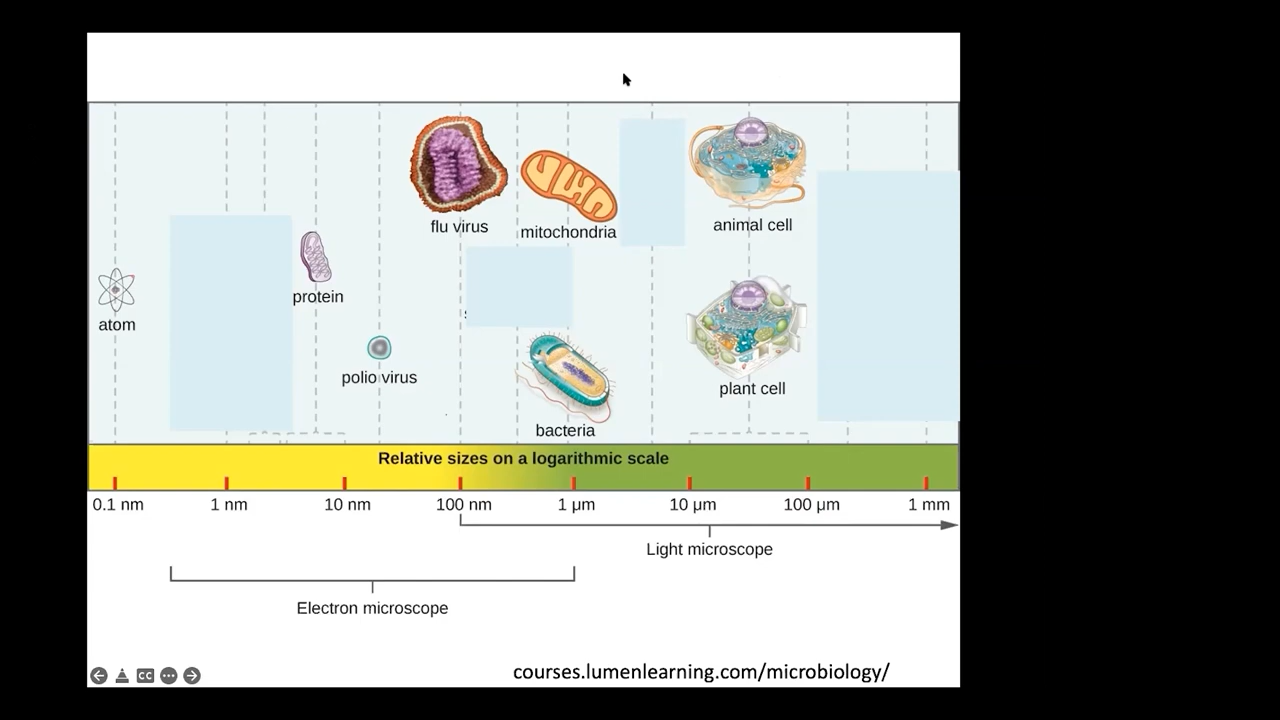 flu virus
mitochondria
animal cell
protein
atom
polio virus
plant cell
bacteria
Relative sizes on a logarithmic scale
0.1 nm 1 nm 10 nm 100 nm 1 µm 10 µm 100 µm 1 mm
Light microscope
Electron microscope
courses.lumenlearning.com/microbiology/
CC